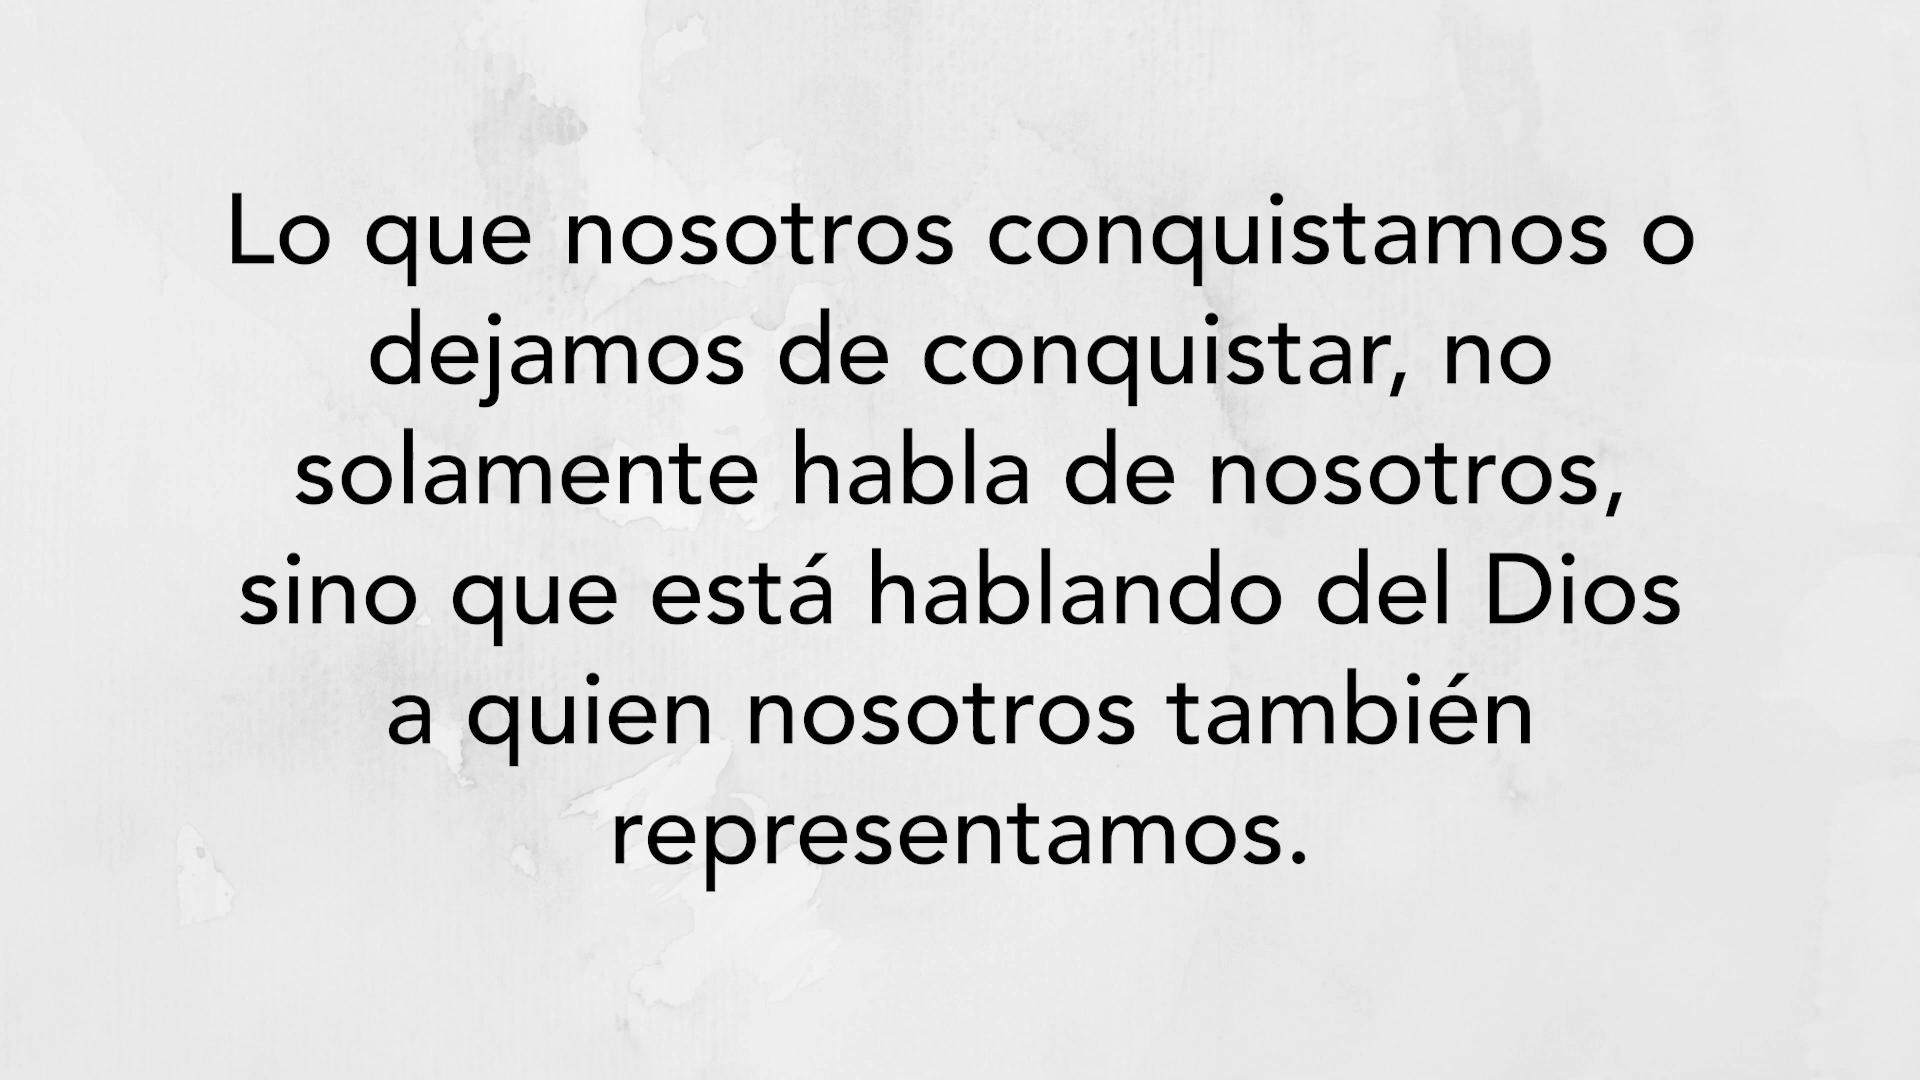 Lo que nosotros conquistamos o
dejamos de conquistar, no
solamente habla de nosotros,
sino que está hablando del Dios
a quien nosotros también
representamos.